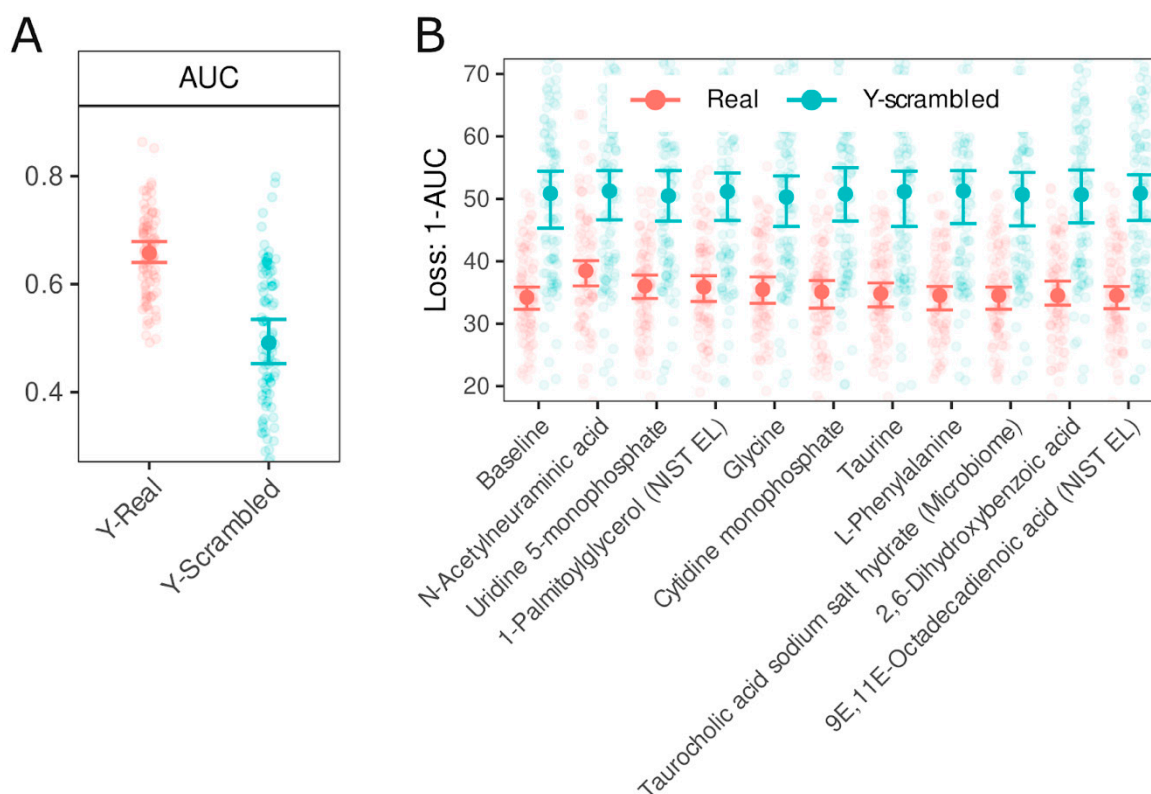 A
AUC
0.8
0.6
0.4
Y-Real
Y-Scrambled
B
Loss: 1-AUC
70
60
50
40
30
20
Real
Y-scrambled
Baseline
N-Acetylneuraminic acid
Uridine 5-monophosphate
1-Palmitoylglycerol (NIST EL)
Glycine
Cytidine monophosphate
Taurine
L-Phenylalanine
Taurocholic acid sodium salt hydrate (Microbiome)
2,6-Dihydroxybenzoic acid
9E,11E-Octadecadienoic acid (NIST EL)